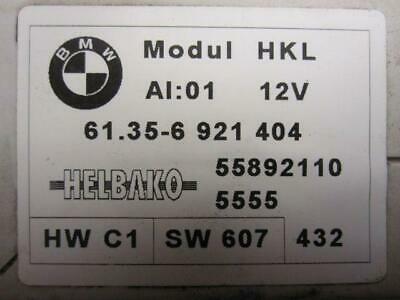 BMW
Modul HKL
AI:01 12V
61.35-6 921 404
HELBAKO
55892110
5555
HW C1 SW 607 432